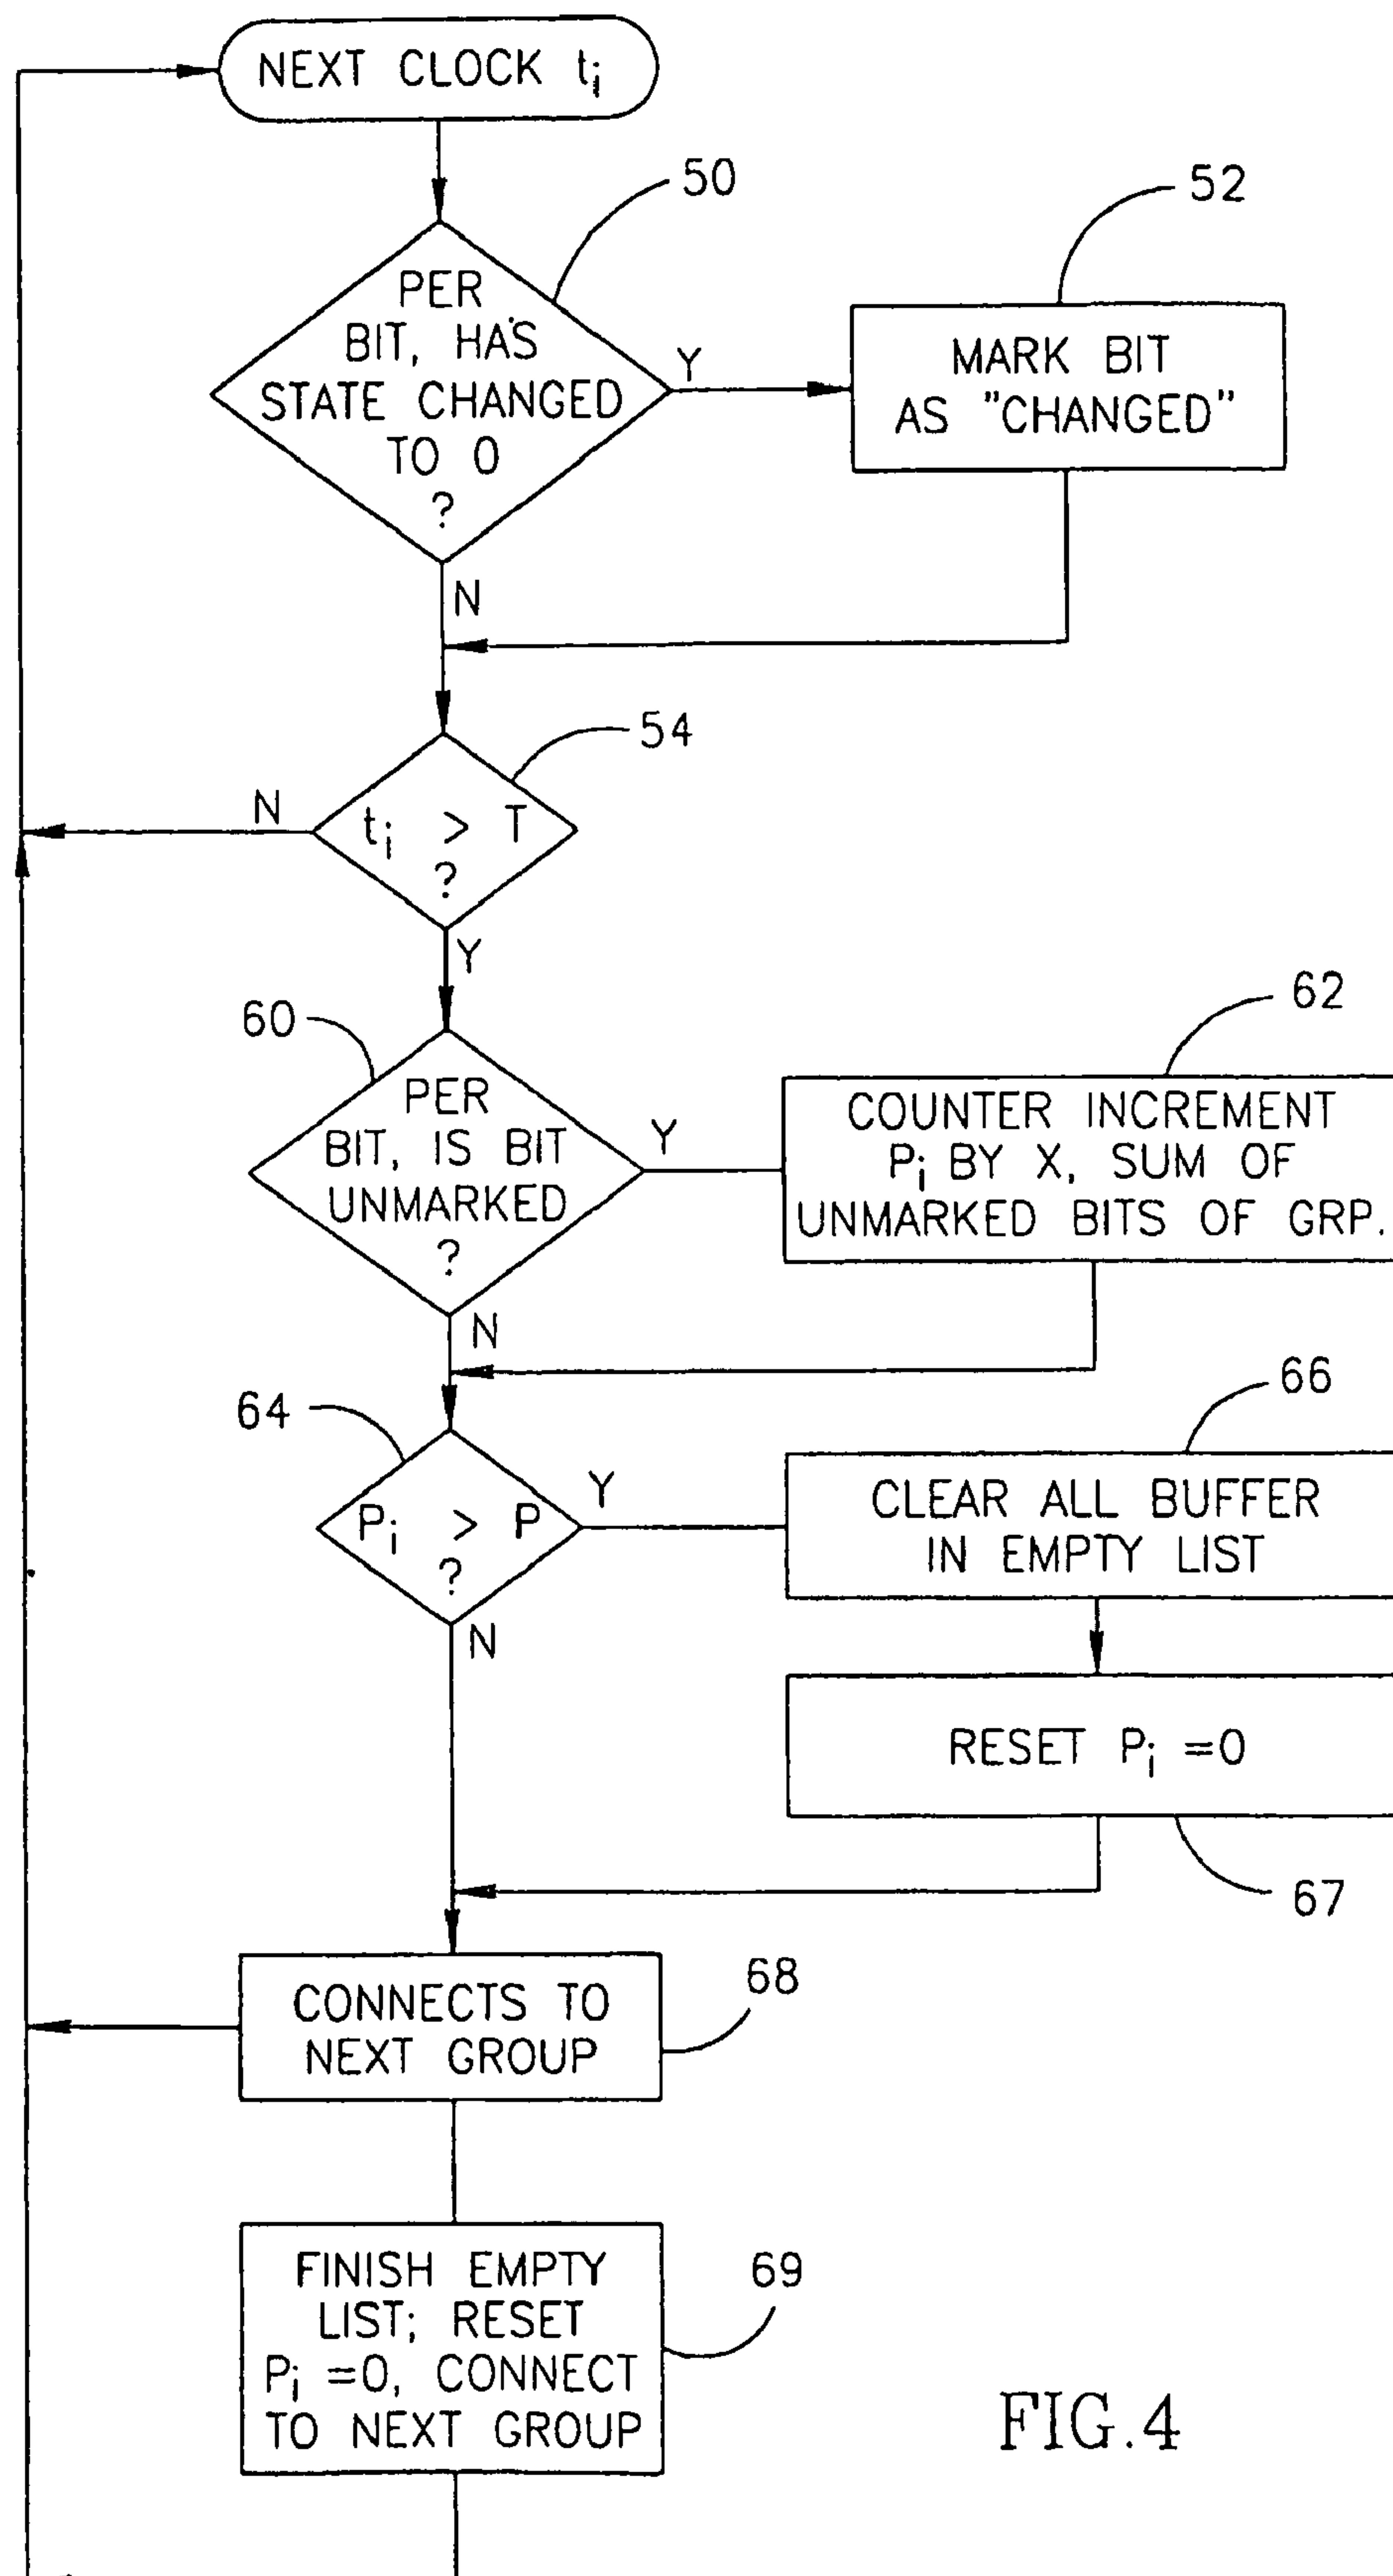 NEXT CLOCK ti
50
52
PER
BIT, HAS
STATE CHANGED
TO 0
?
Y
MARK BIT
AS "CHANGED"
N
54
N
ti > T
?
Y
60
62
PER
BIT, IS BIT
UNMARKED
?
Y
COUNTER INCREMENT
Pi BY X, SUM OF
UNMARKED BITS OF GRP.
N
64
66
Pi > P
?
Y
CLEAR ALL BUFFER
IN EMPTY LIST
N
RESET Pi =0
67
68
CONNECTS TO
NEXT GROUP
69
FINISH EMPTY
LIST; RESET
Pi =0, CONNECT
TO NEXT GROUP
FIG.4